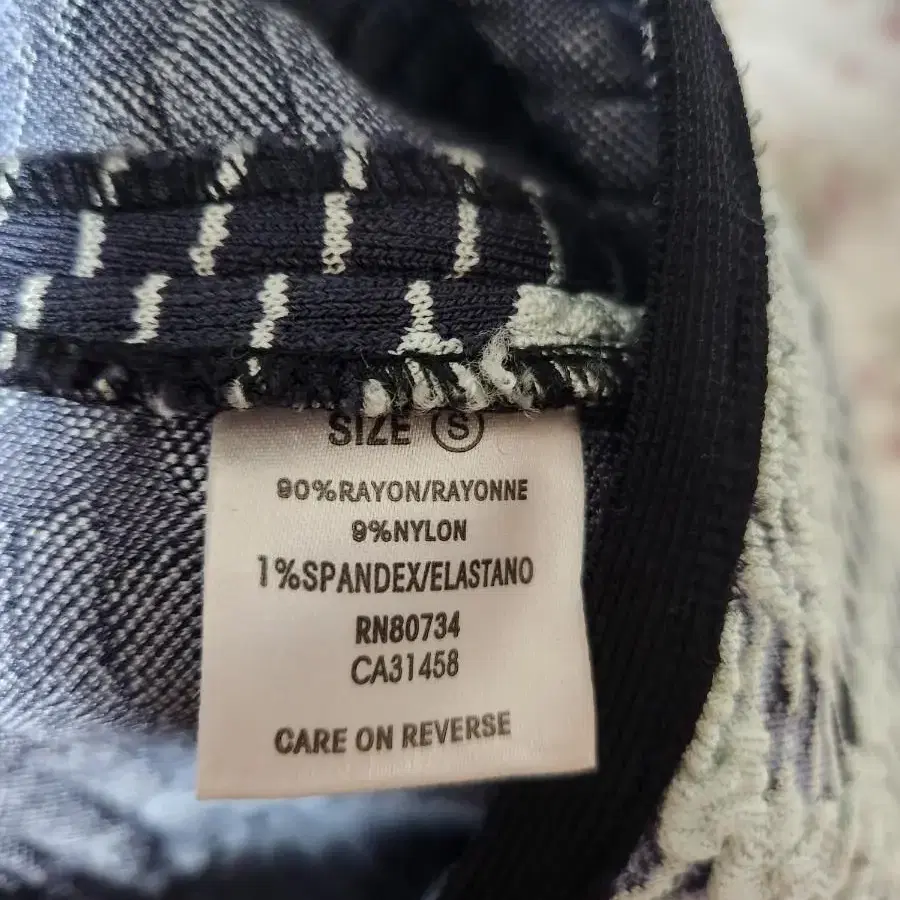 SIZE Ⓢ
90%RAYON/RAYONNE
9%NYLON
1%SPANDEX/ELASTANO
RN80734
CA31458
CARE ON REVERSE